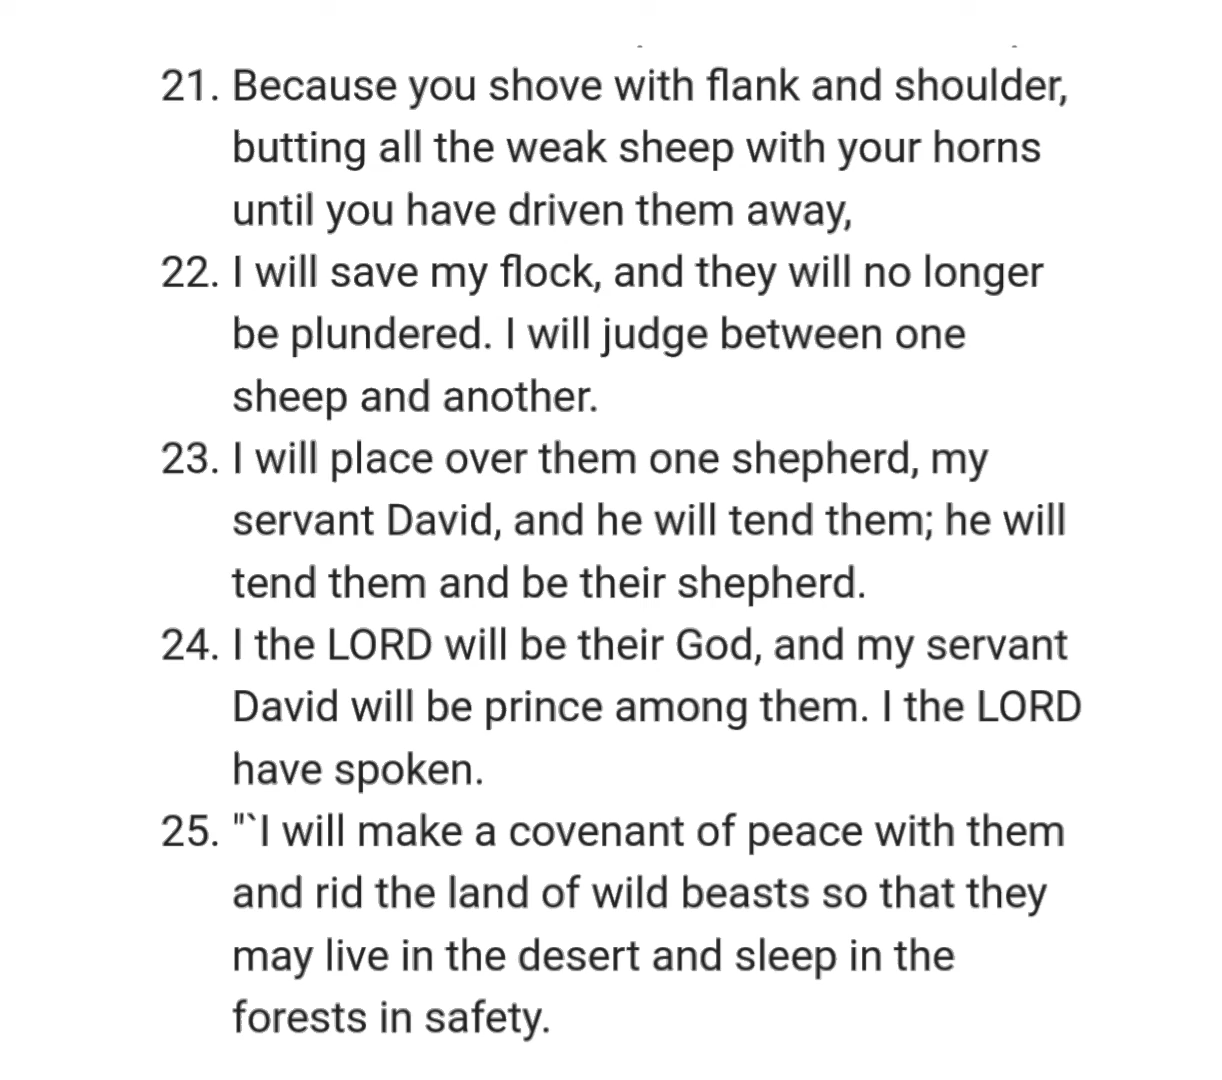 21. Because you shove with flank and shoulder,
butting all the weak sheep with your horns
until you have driven them away,
22. I will save my flock, and they will no longer
be plundered. I will judge between one
sheep and another.
23. I will place over them one shepherd, my
servant David, and he will tend them; he will
tend them and be their shepherd.
24. I the LORD will be their God, and my servant
David will be prince among them. I the LORD
have spoken.
25. "`I will make a covenant of peace with them
and rid the land of wild beasts so that they
may live in the desert and sleep in the
forests in safety.